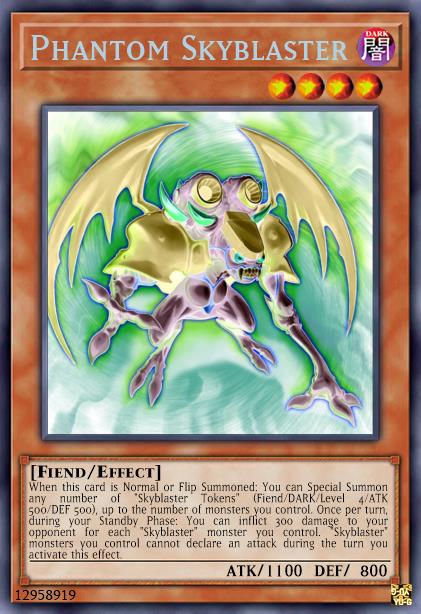 PHANTOM SKYBLASTER
DARK
闇
[FIEND/EFFECT]
When this card is Normal or Flip Summoned: You can Special Summon
any number of "Skyblaster Tokens" (Fiend/DARK/Level 4/ATK
500/DEF 500), up to the number of monsters you control. Once per turn,
during your Standby Phase: You can inflict 300 damage to your
opponent for each "Skyblaster" monster you control. "Skyblaster"
monsters you control cannot declare an attack during the turn you
activate this effect.
ATK/1100 DEF/ 800
12958919